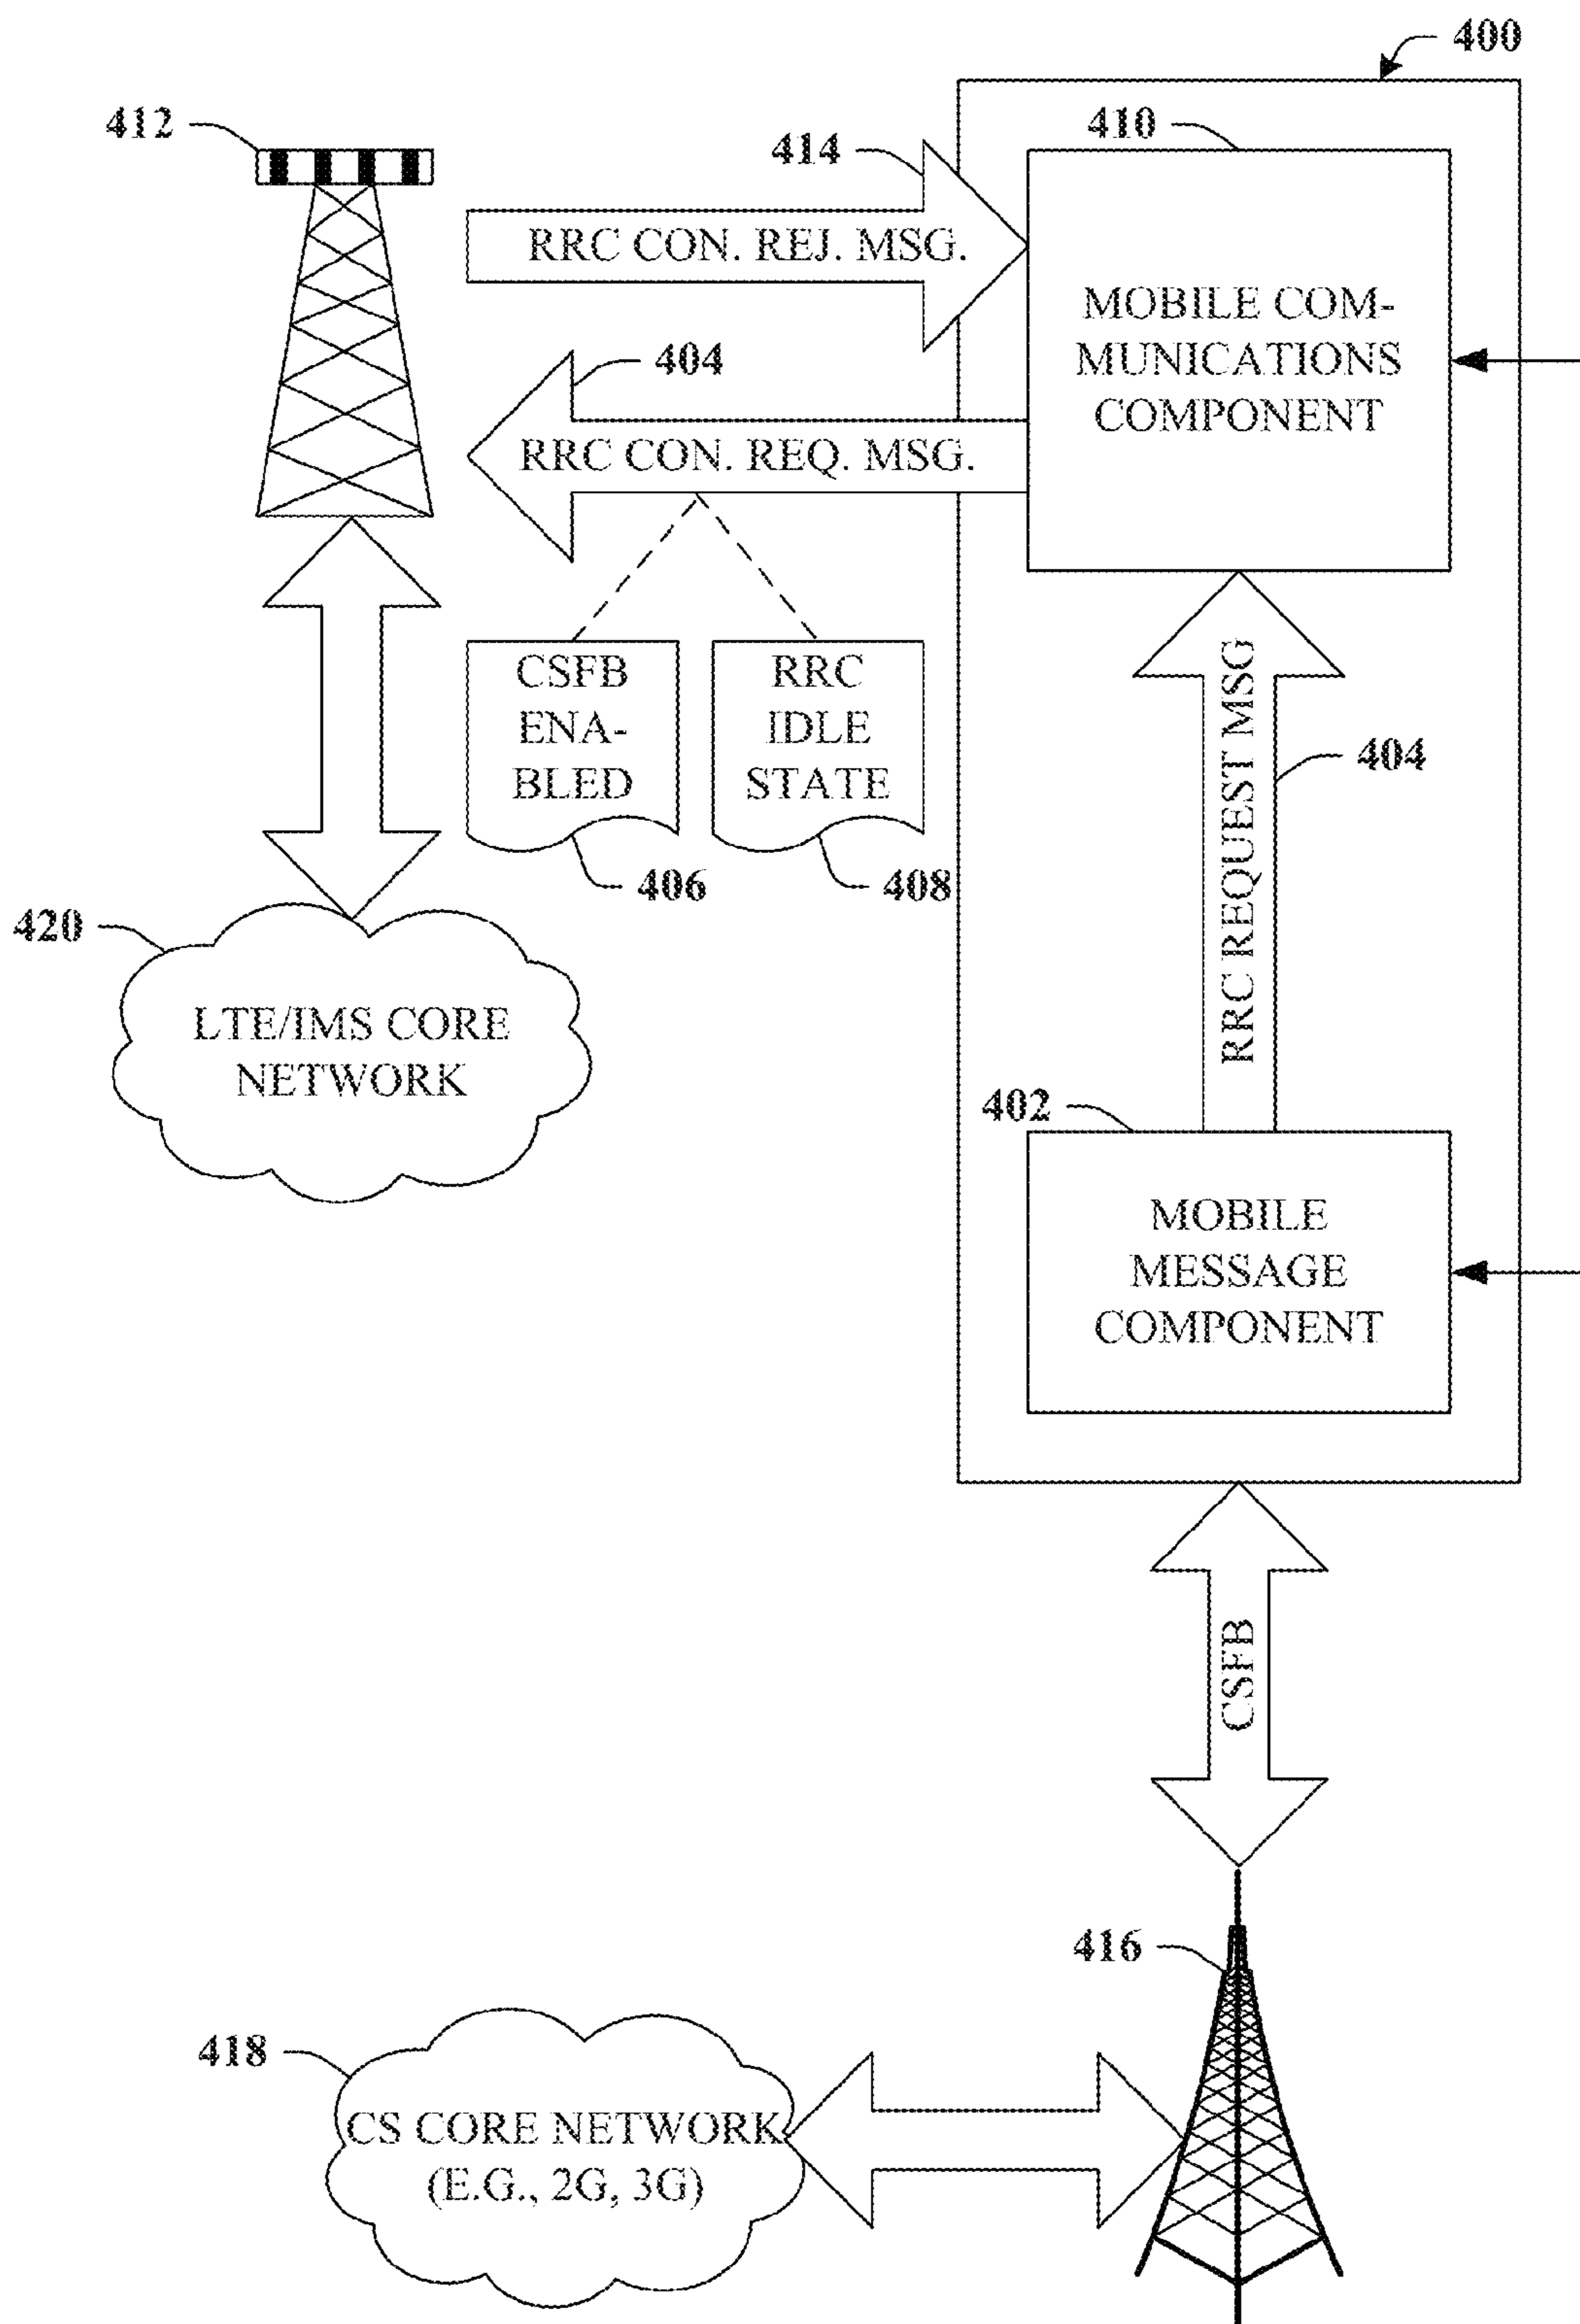 400
412
410
414
RRC CON. REJ. MSG.
MOBILE COM-
MUNICATIONS
COMPONENT
404
RRC CON. REQ. MSG.
CSFB
ENA-
BLED
RRC
IDLE
STATE
406
408
RRC REQUEST MSG
404
420
LTE/IMS CORE
NETWORK
402
MOBILE
MESSAGE
COMPONENT
CSFB
416
418
CS CORE NETWORK
(E.G., 2G, 3G)